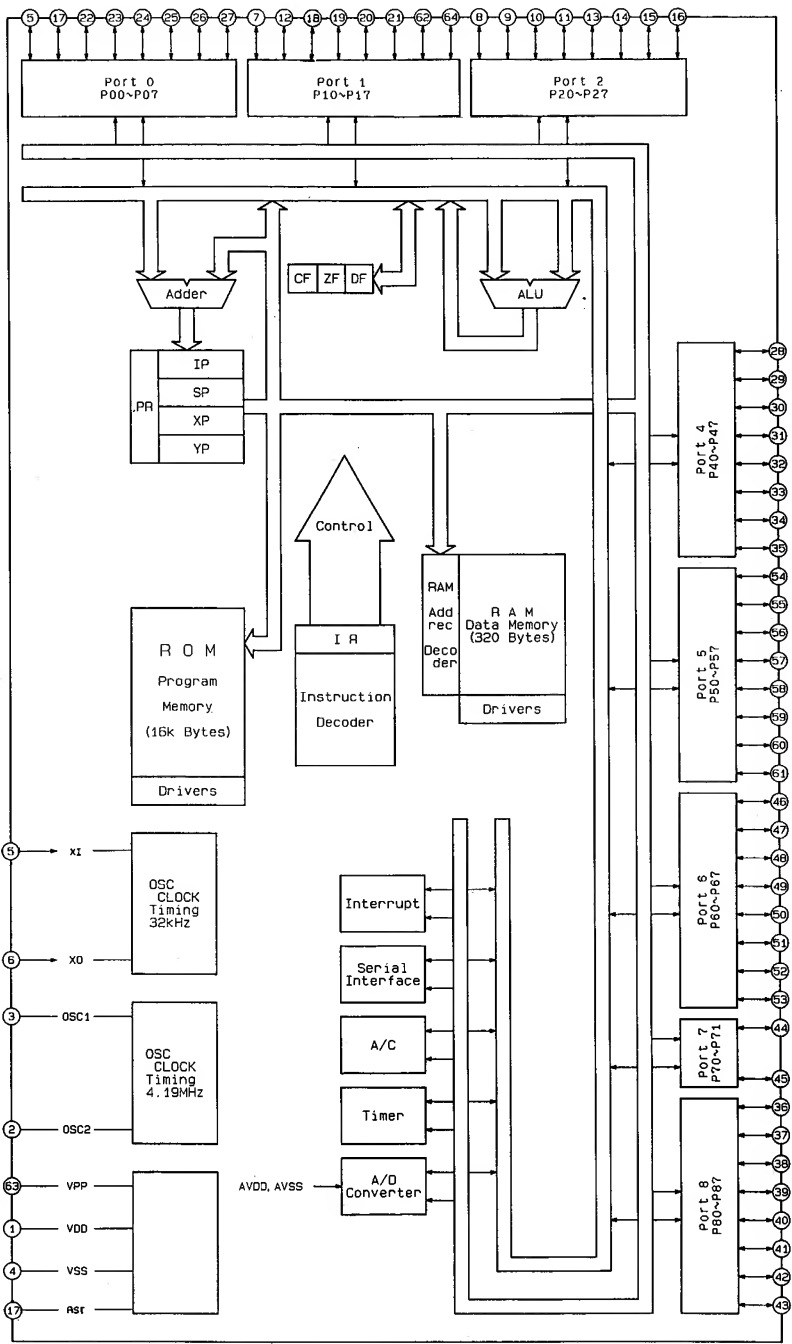 5 17 22 23 24 25 26 27 7 12 18 19 20 21 62 64 8 9 10 11 13 14 15 16
Port 0
P00~P07
Port 1
P10~P17
Port 2
P20~P27
CF ZF DF
Adder
ALU
PR
IP
SP
XP
YP
Control
ROM
Program
Memory
(16k Bytes)
Drivers
IR
Instruction
Decoder
RAM
Add
rec
Deco
der
RAM
Data Memory
(320 Bytes)
Drivers
Port 4
P40~P47
28
29
30
31
32
33
34
35
Port 5
P50~P57
54
55
56
57
58
59
60
61
Port 6
P60~P67
46
47
48
49
50
51
52
53
Port 7
P70~P71
44
45
Port 8
P80~P87
36
37
38
39
40
41
42
43
5 XI
6 XO
OSC
CLOCK
Timing
32kHz
3 OSC1
2 OSC2
OSC
CLOCK
Timing
4.19MHz
63 VPP
1 VDD
4 VSS
17 RST
Interrupt
Serial
Interface
A/C
Timer
AVDD, AVSS
A/D
Converter